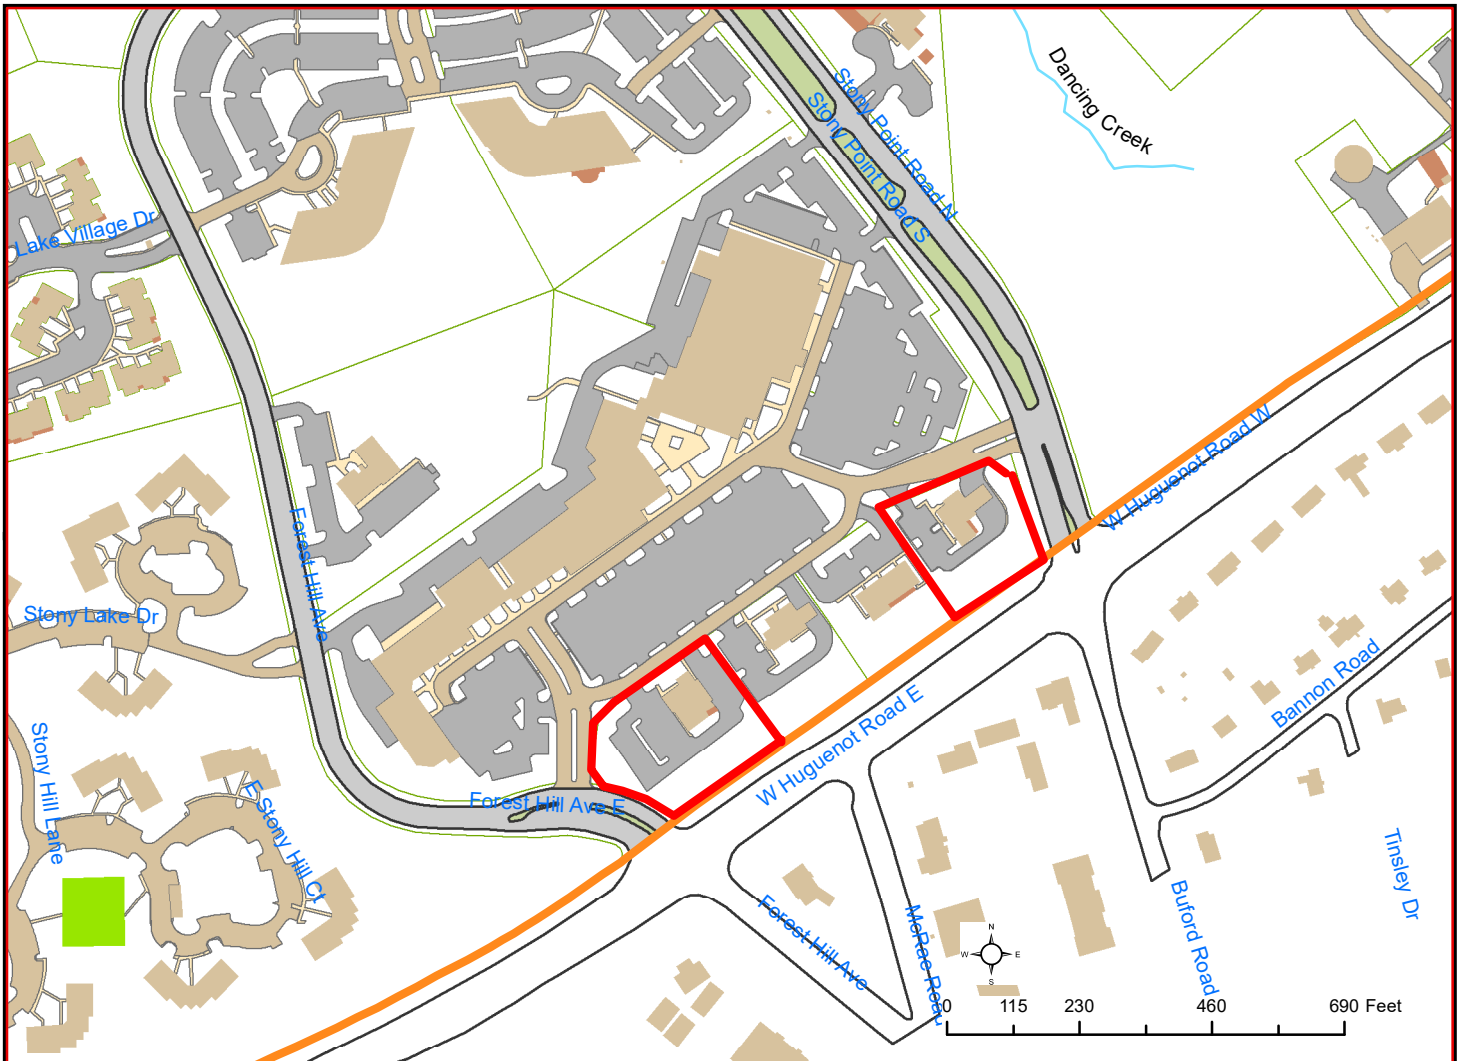 Dancing Creek
Stony Point Road N
Stony Point Road S
Lake Village Dr
W Huguenot Road W
Forest Hill Ave
Stony Lake Dr
Bannon Road
W Huguenot Road E
Stony Hill Lane
E Stony Hill Ct
Forest Hill Ave E
Tinsley Dr
Buford Road
McRae Road
Forest Hill Ave
N
W E
S
0 115 230 460 690 Feet